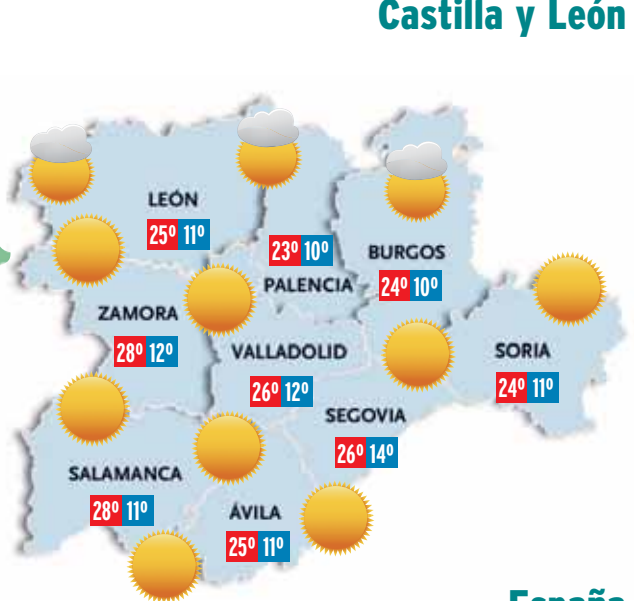 Castilla y León
LEÓN
25º 11º
23º 10º
PALENCIA
BURGOS
24º 10º
ZAMORA
28º 12º
VALLADOLID
26º 12º
SORIA
24º 11º
SEGOVIA
26º 14º
SALAMANCA
28º 11º
ÁVILA
25º 11º
España